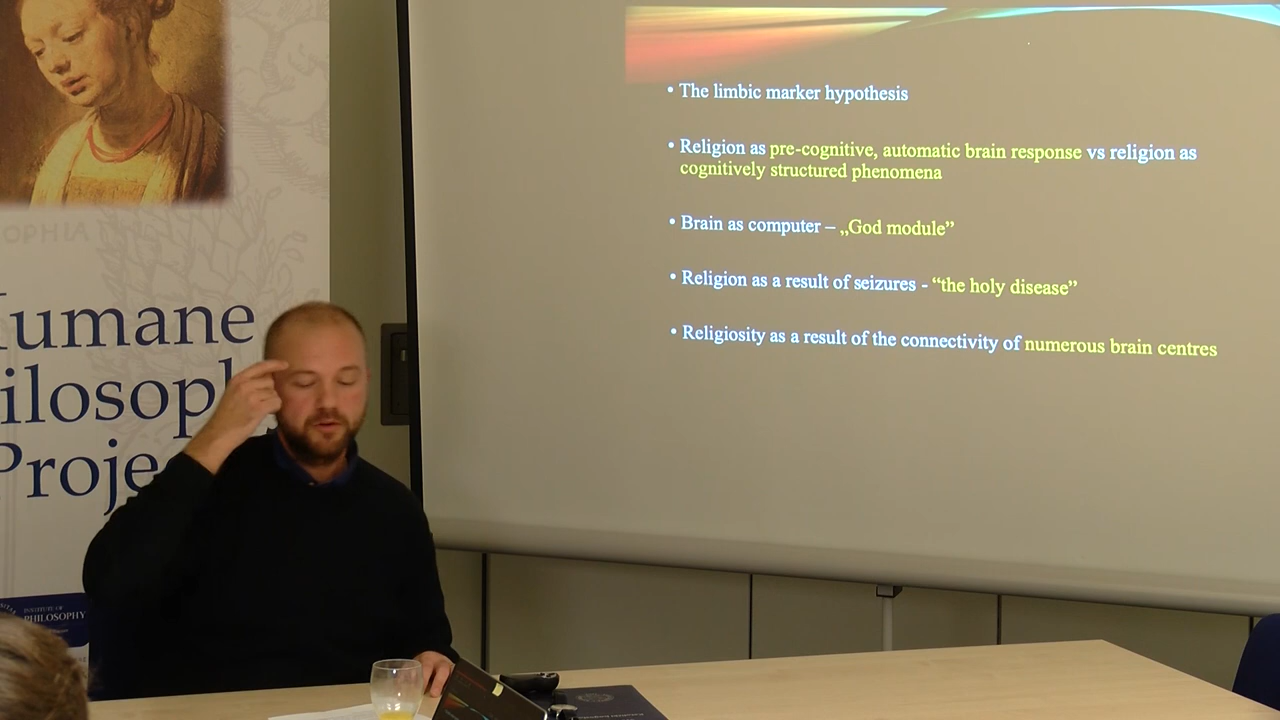 OPHIA
umane
ilosoph
Projec
INSTITUTE OF
PHILOSOPHY
• The limbic marker hypothesis
• Religion as pre-cognitive, automatic brain response vs religion as
cognitively structured phenomena
• Brain as computer – „God module”
• Religion as a result of seizures - “the holy disease”
• Religiosity as a result of the connectivity of numerous brain centres